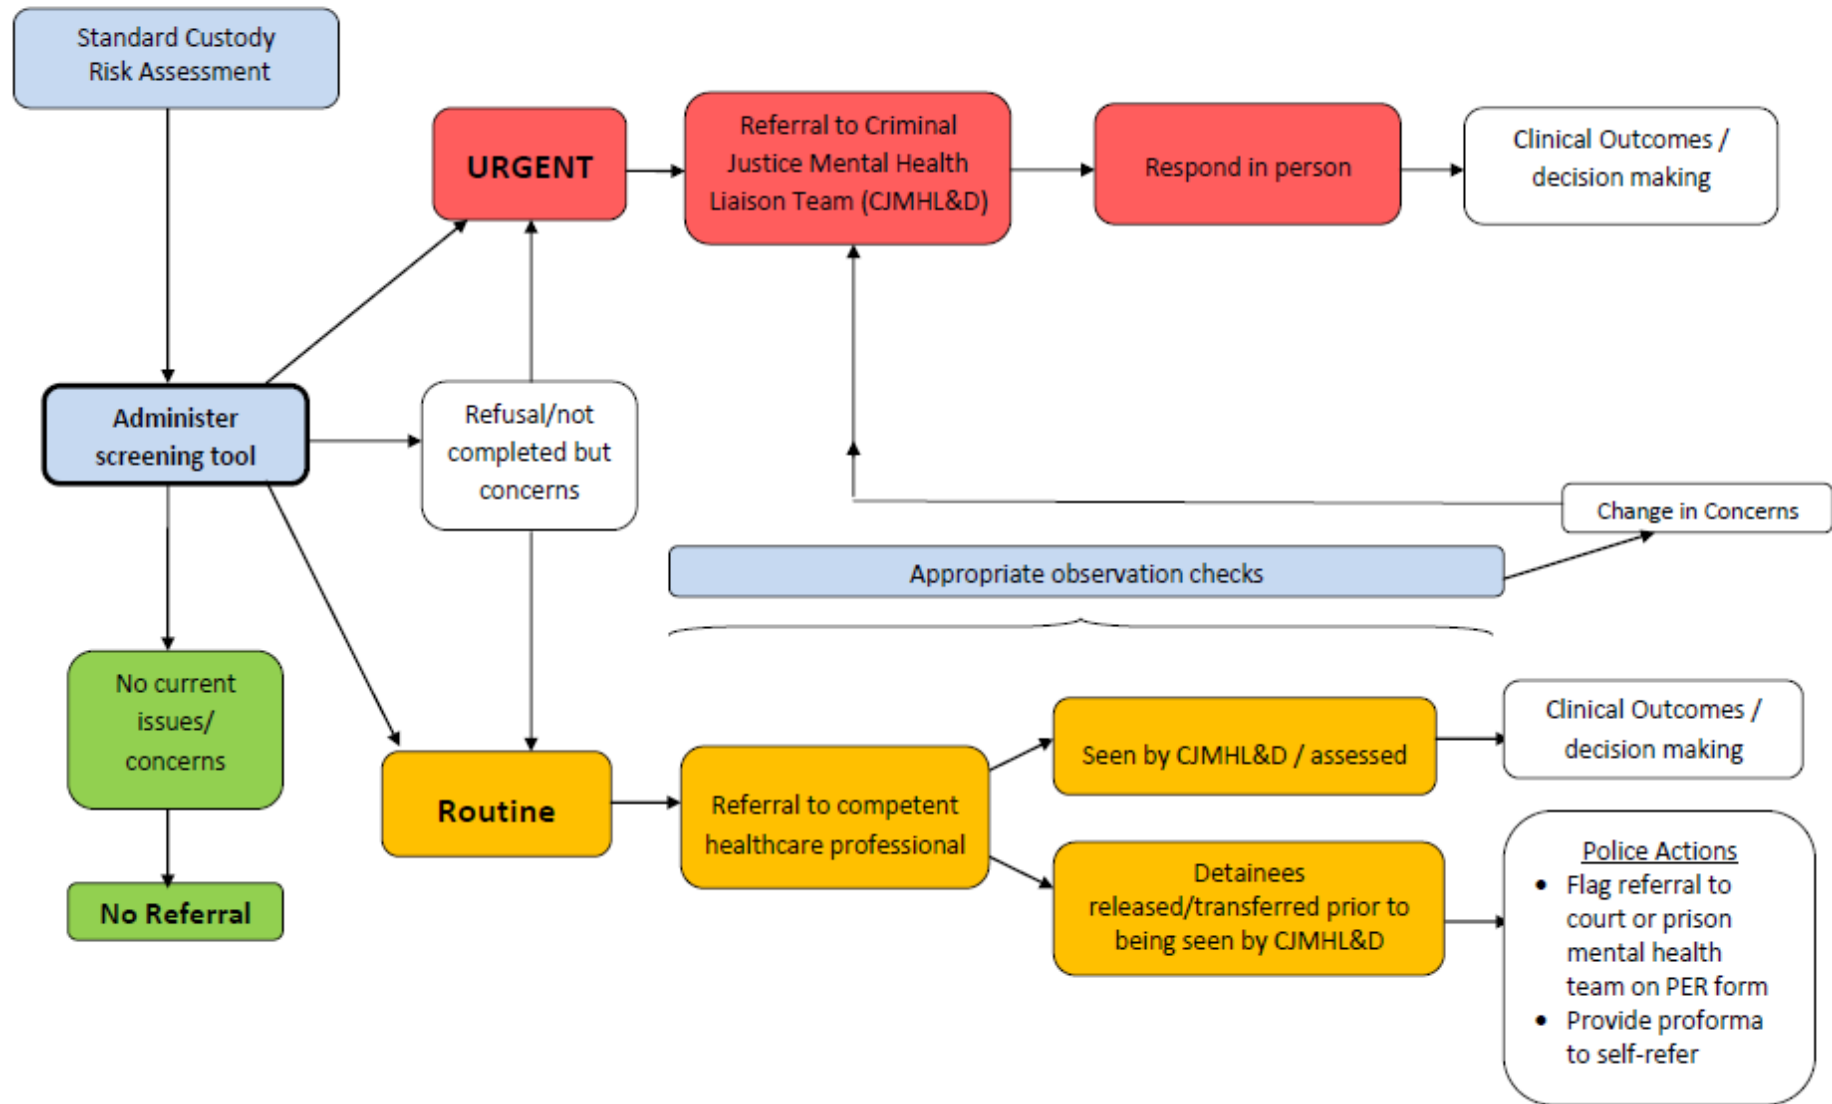 Standard Custody
Risk Assessment
URGENT
Referral to Criminal
Justice Mental Health
Liaison Team (CJMHL&D)
Respond in person
Clinical Outcomes /
decision making
Administer
screening tool
Refusal/not
completed but
concerns
Change in Concerns
Appropriate observation checks
No current
issues/
concerns
No Referral
Routine
Referral to competent
healthcare professional
Seen by CJMHL&D / assessed
Clinical Outcomes /
decision making
Detainees
released/transferred prior to
being seen by CJMHL&D
Police Actions
• Flag referral to
court or prison
mental health
team on PER form
• Provide proforma
to self-refer